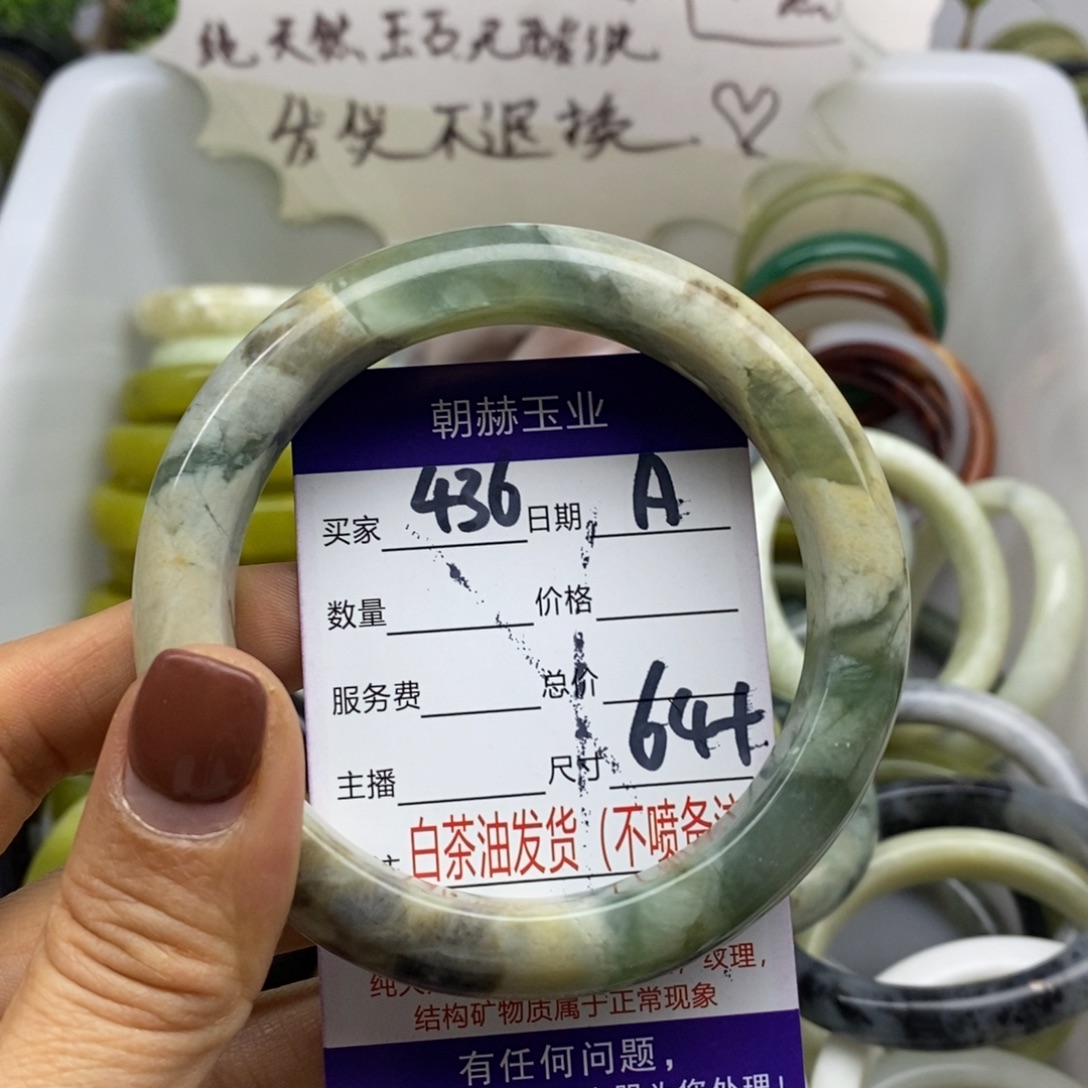 纯天然玉石无酸洗
售货不退换
朝赫玉业
买家 436 日期 A
数量 价格
服务费 总价
主播 尺寸 64+
白茶油发货（不喷备注
纹理，
结构矿物质属于正常现象
有任何问题，